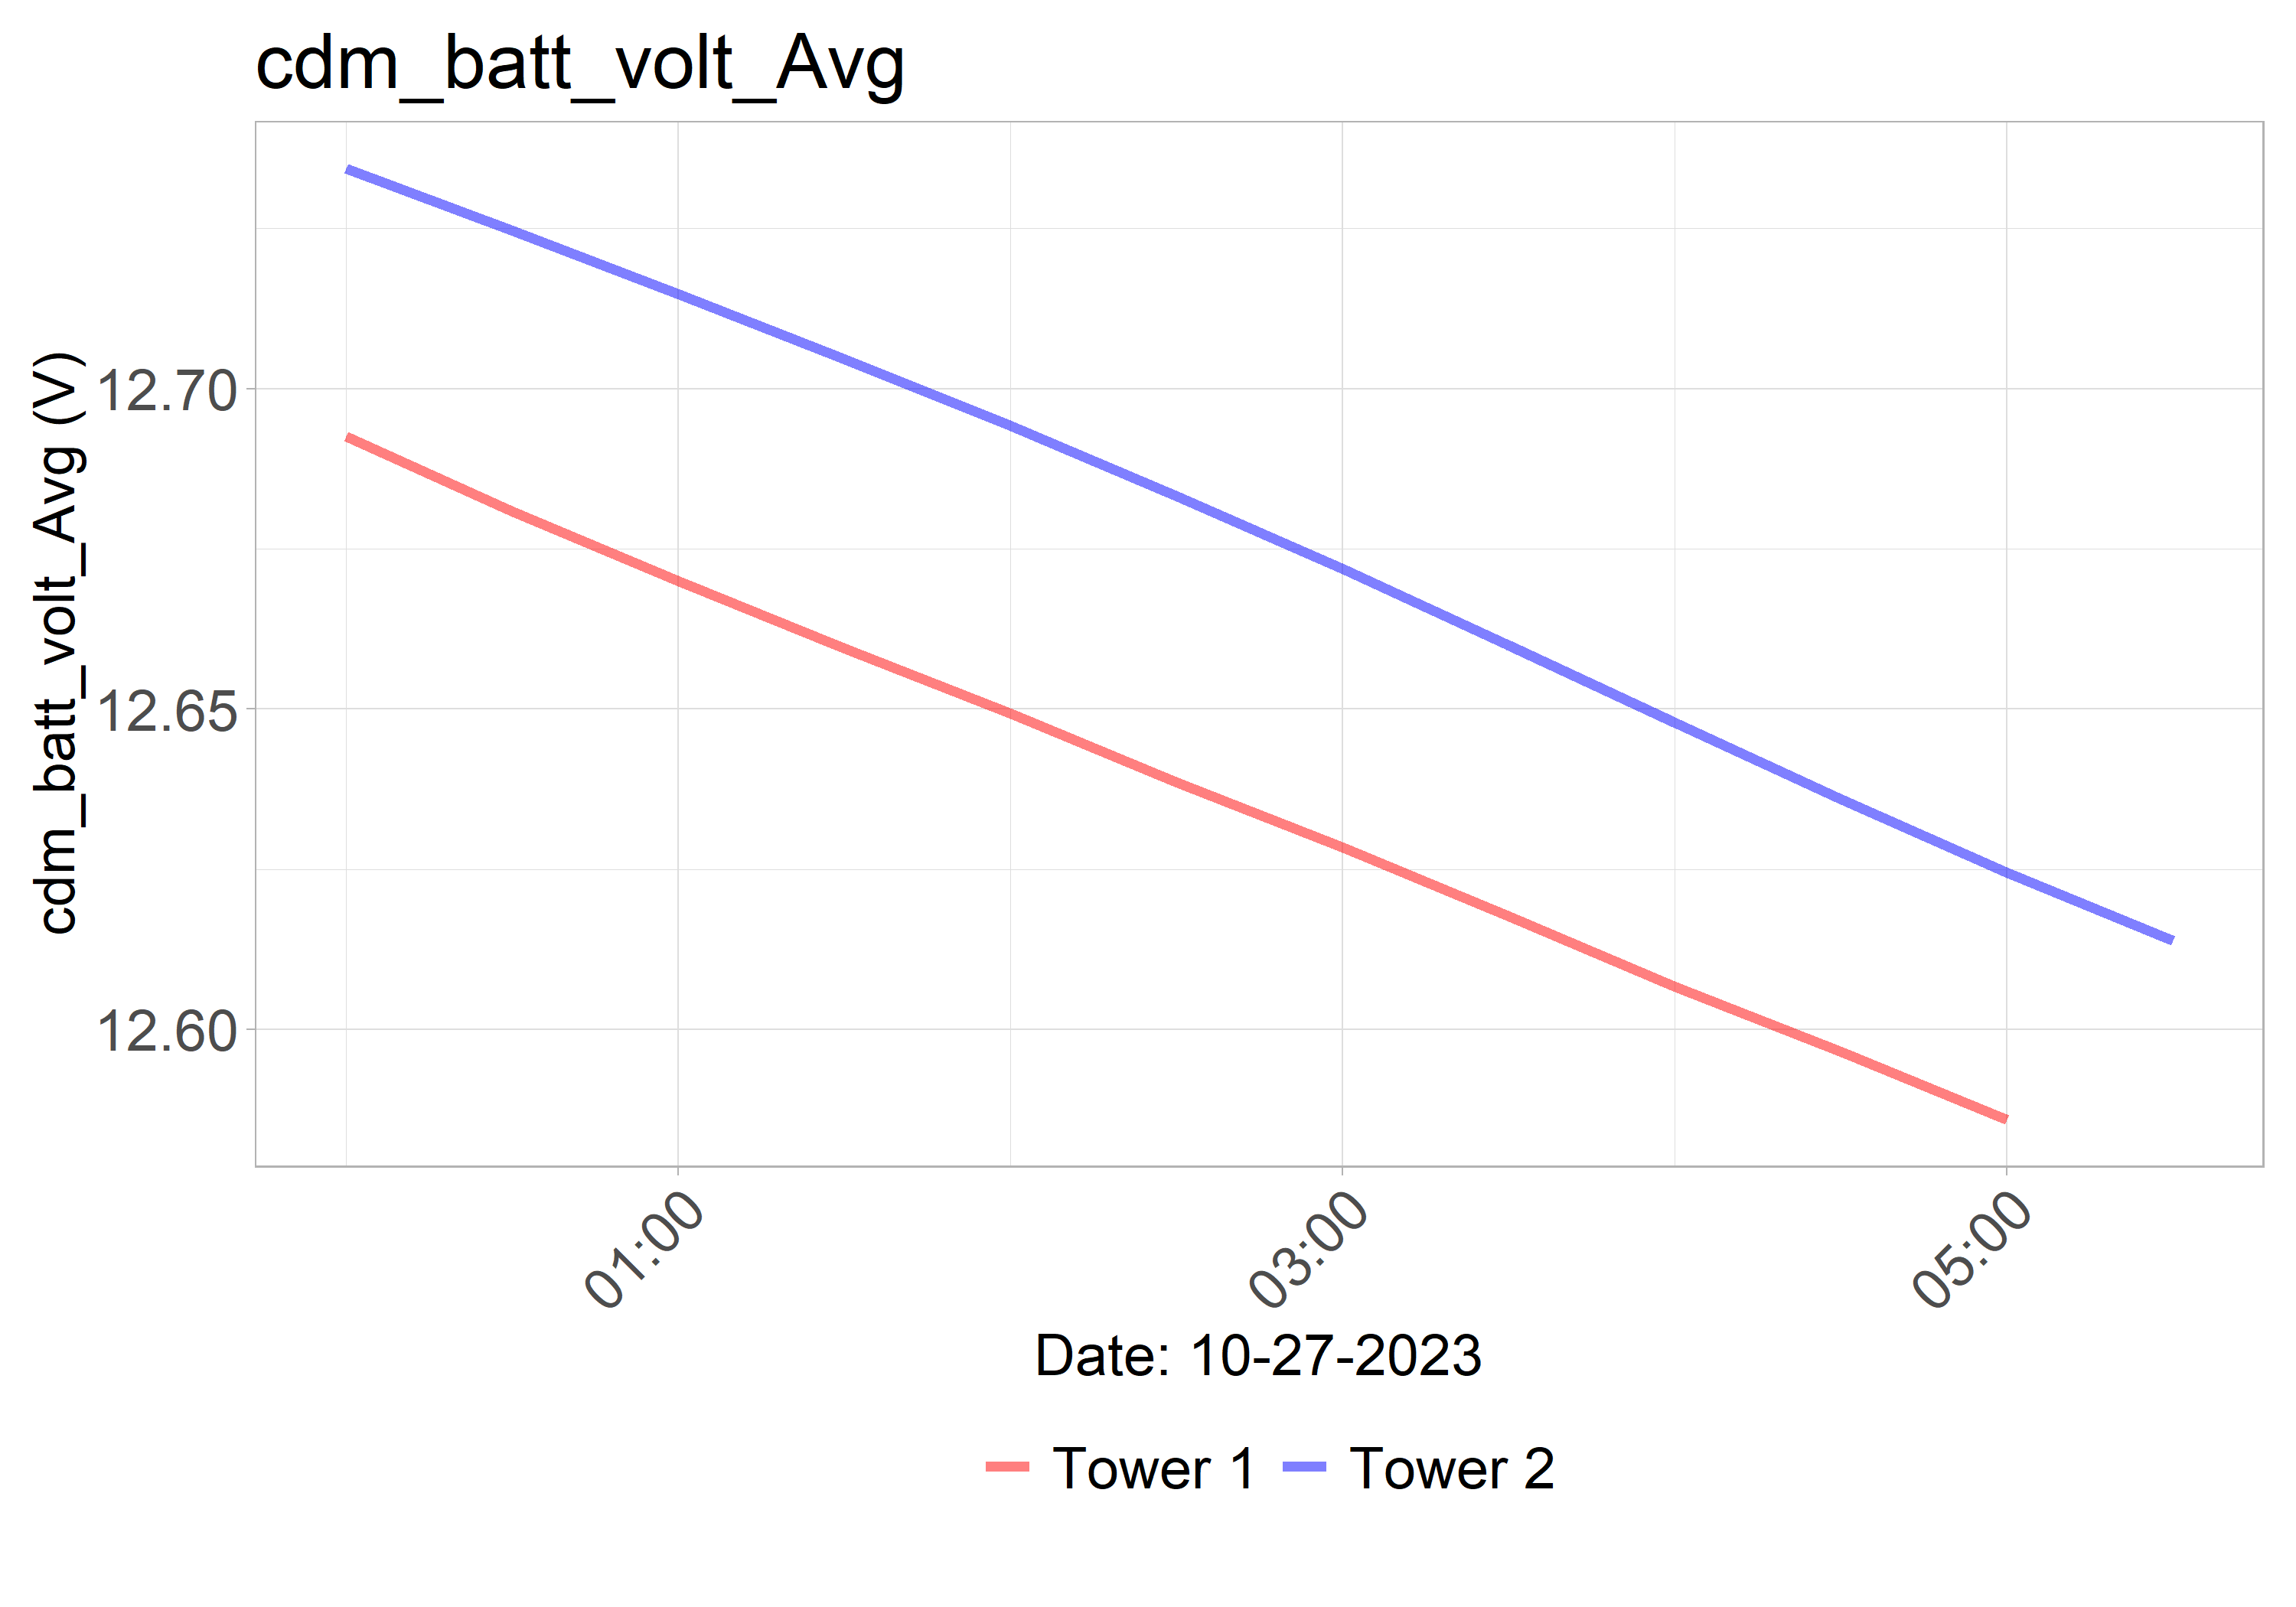 cdm_batt_volt_Avg
cdm_batt_volt_Avg (V)
12.70
12.65
12.60
01:00
03:00
05:00
Date: 10-27-2023
Tower 1
Tower 2